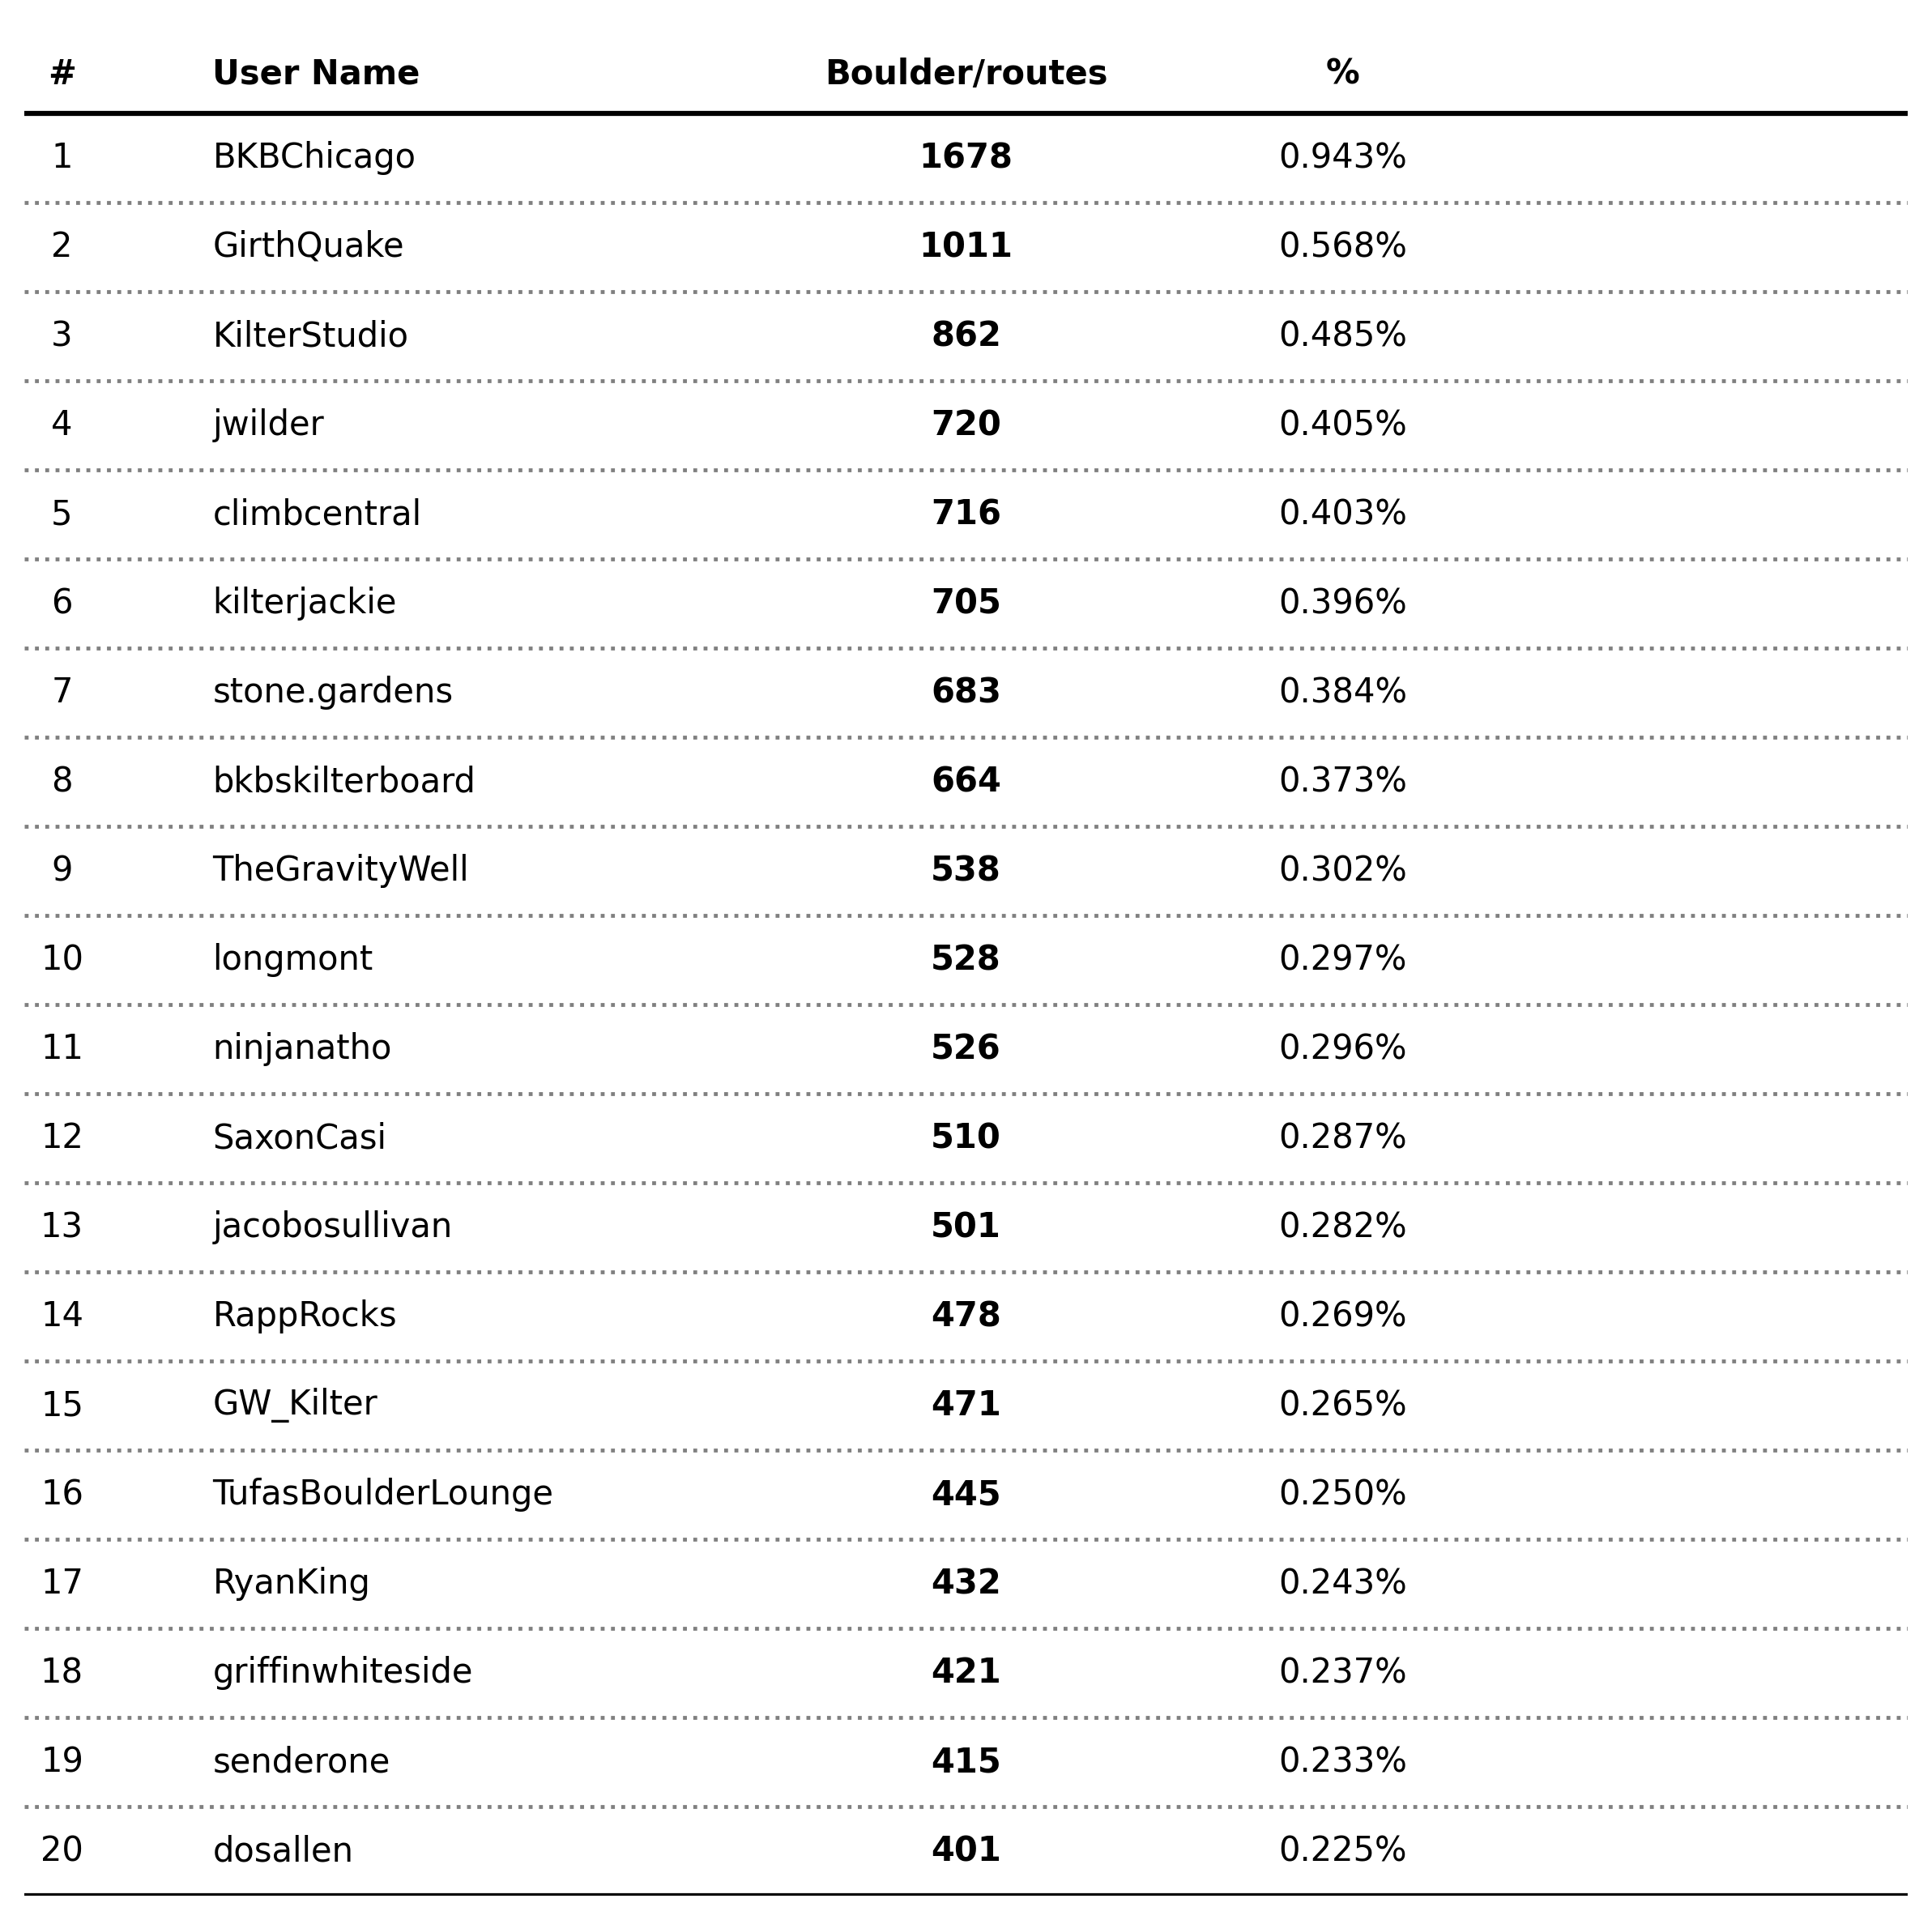 # User Name Boulder/routes %
1 BKBChicago 1678 0.943%
2 GirthQuake 1011 0.568%
3 KilterStudio 862 0.485%
4 jwilder 720 0.405%
5 climbcentral 716 0.403%
6 kilterjackie 705 0.396%
7 stone.gardens 683 0.384%
8 bkbskilterboard 664 0.373%
9 TheGravityWell 538 0.302%
10 longmont 528 0.297%
11 ninjanatho 526 0.296%
12 SaxonCasi 510 0.287%
13 jacobosullivan 501 0.282%
14 RappRocks 478 0.269%
15 GW_Kilter 471 0.265%
16 TufasBoulderLounge 445 0.250%
17 RyanKing 432 0.243%
18 griffinwhiteside 421 0.237%
19 senderone 415 0.233%
20 dosallen 401 0.225%